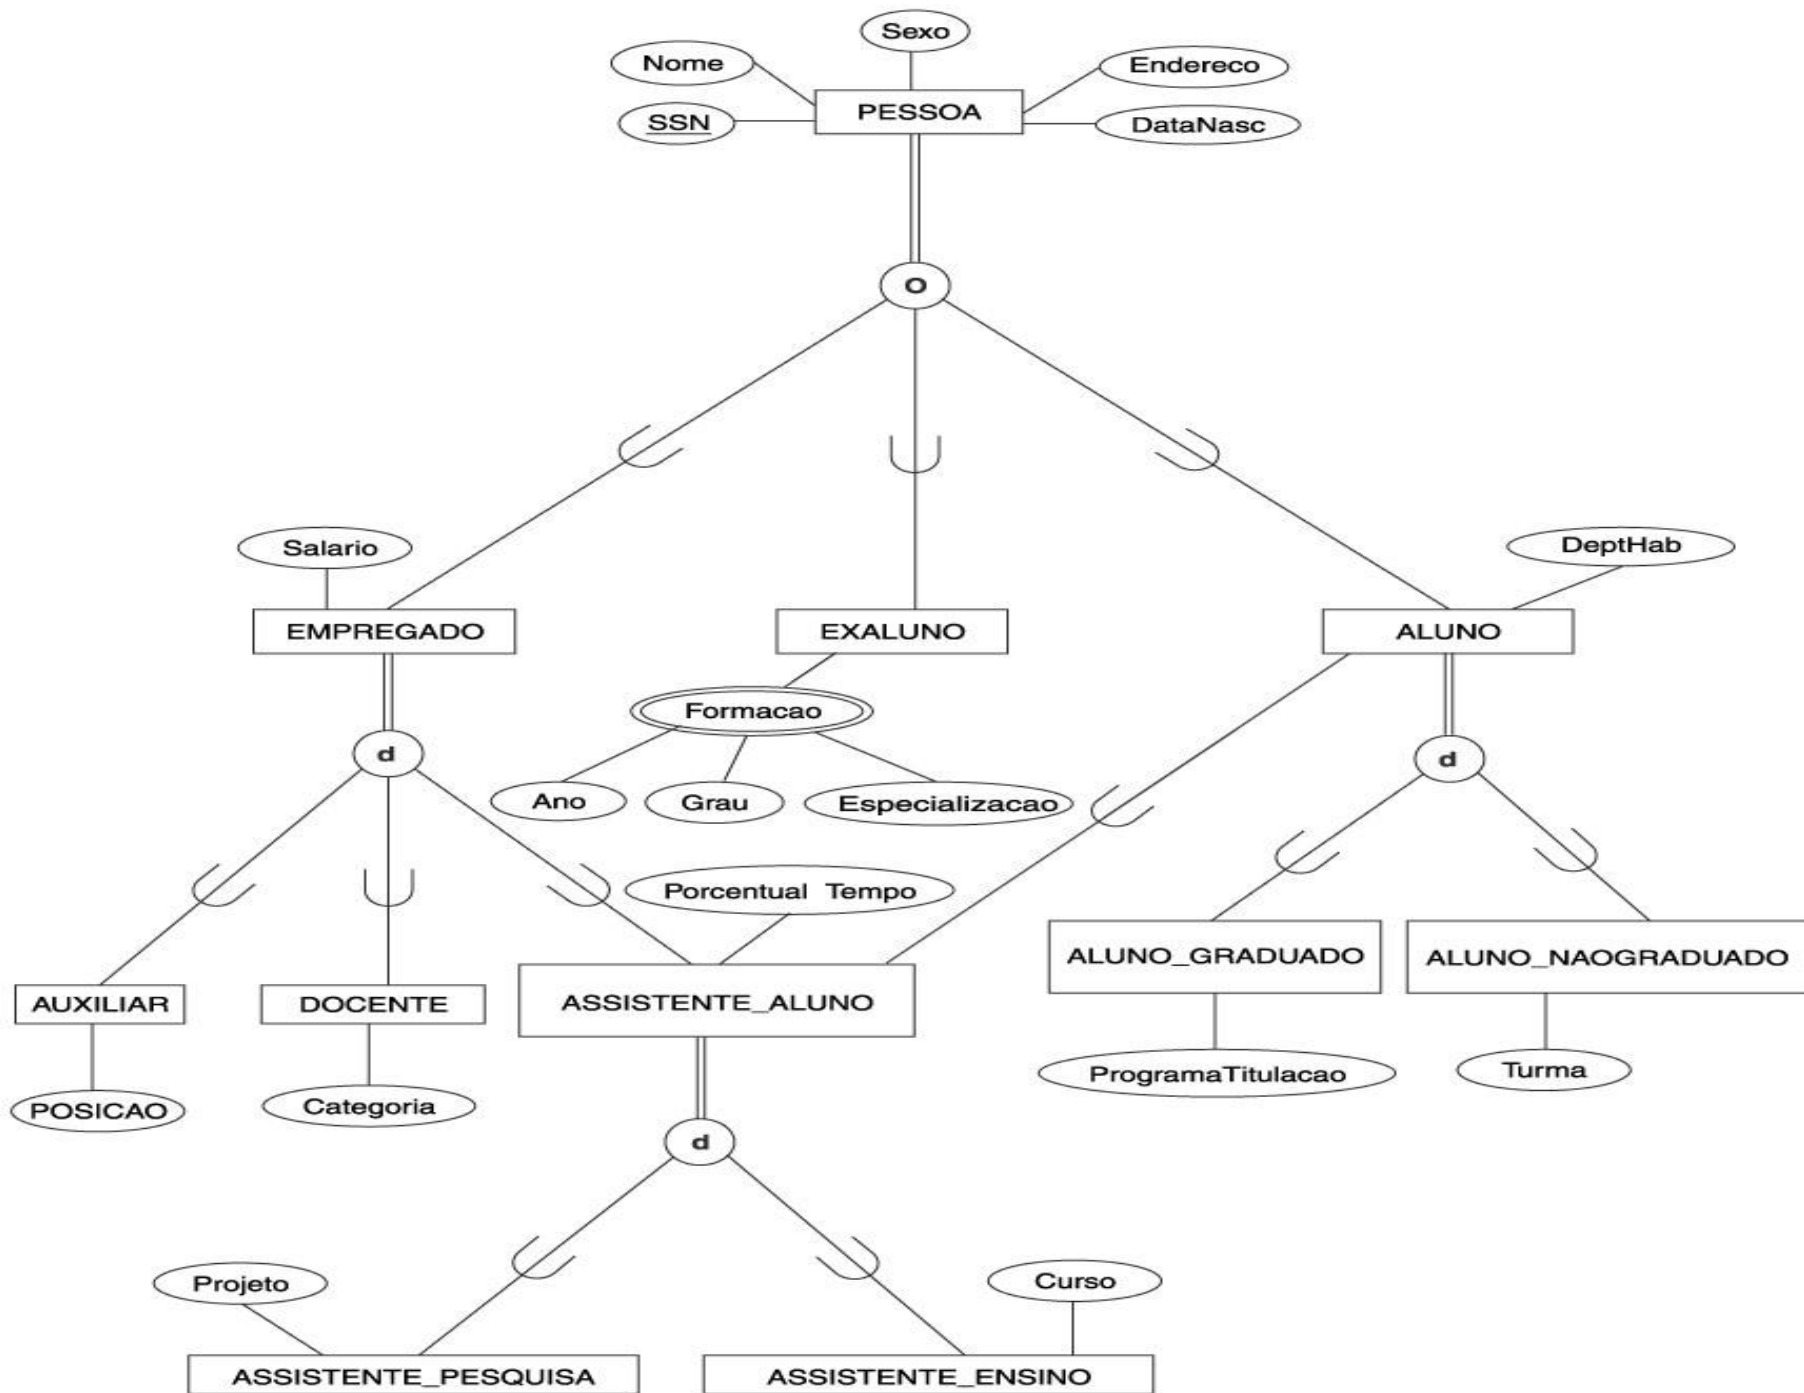 Sexo
Nome
Endereco
PESSOA
SSN
DataNasc
O
Salario
DeptHab
EMPREGADO
EXALUNO
ALUNO
Formacao
d
d
Ano
Grau
Especializacao
Porcentual Tempo
ALUNO_GRADUADO
ALUNO_NAOGRADUADO
AUXILIAR
DOCENTE
ASSISTENTE_ALUNO
ProgramaTitulacao
Turma
POSICAO
Categoria
d
Projeto
Curso
ASSISTENTE_PESQUISA
ASSISTENTE_ENSINO